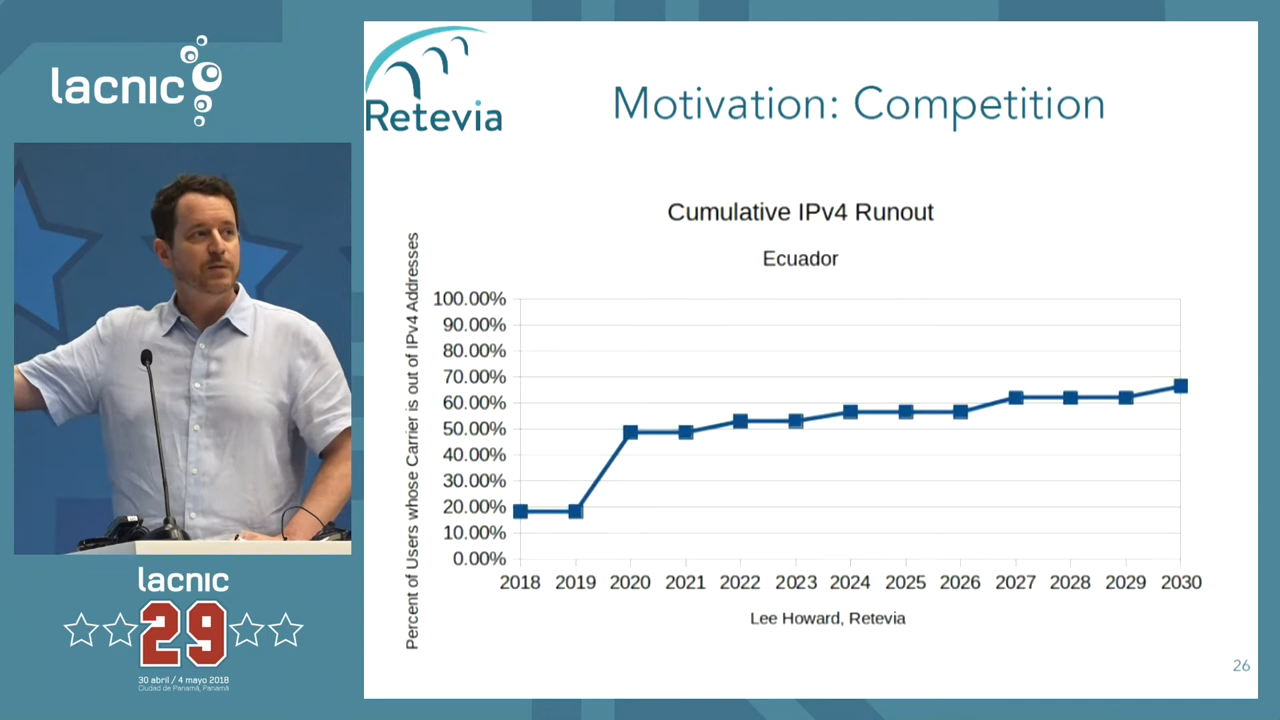 lacnic
Retevia
Motivation: Competition
Cumulative IPv4 Runout
Ecuador
Percent of Users whose Carrier is out of IPv4 Addresses
100.00%
90.00%
80.00%
70.00%
60.00%
50.00%
40.00%
30.00%
20.00%
10.00%
0.00%
2018 2019 2020 2021 2022 2023 2024 2025 2026 2027 2028 2029 2030
Lee Howard, Retevia
26
lacnic
29
30 abril / 4 mayo 2018
Ciudad de Panamá, Panamá